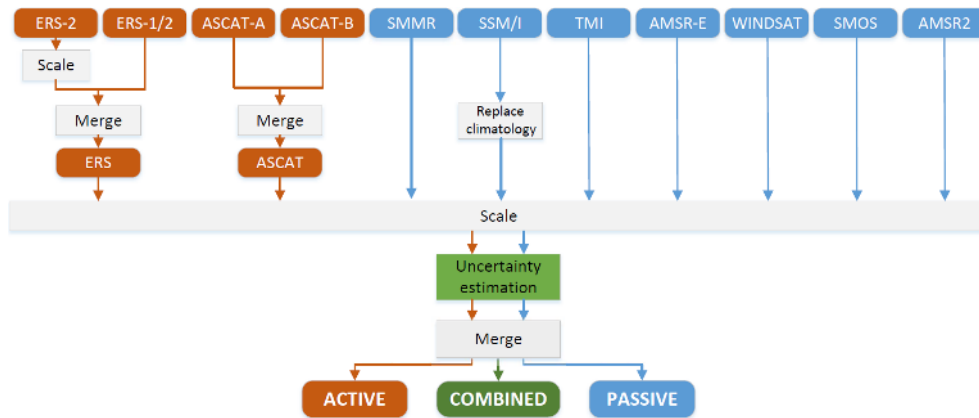 ERS-2 ERS-1/2 ASCAT-A ASCAT-B SMMR SSM/I TMI AMSR-E WINDSAT SMOS AMSR2
Scale
Replace
climatology
Merge Merge
ERS ASCAT
Scale
Uncertainty
estimation
Merge
ACTIVE COMBINED PASSIVE